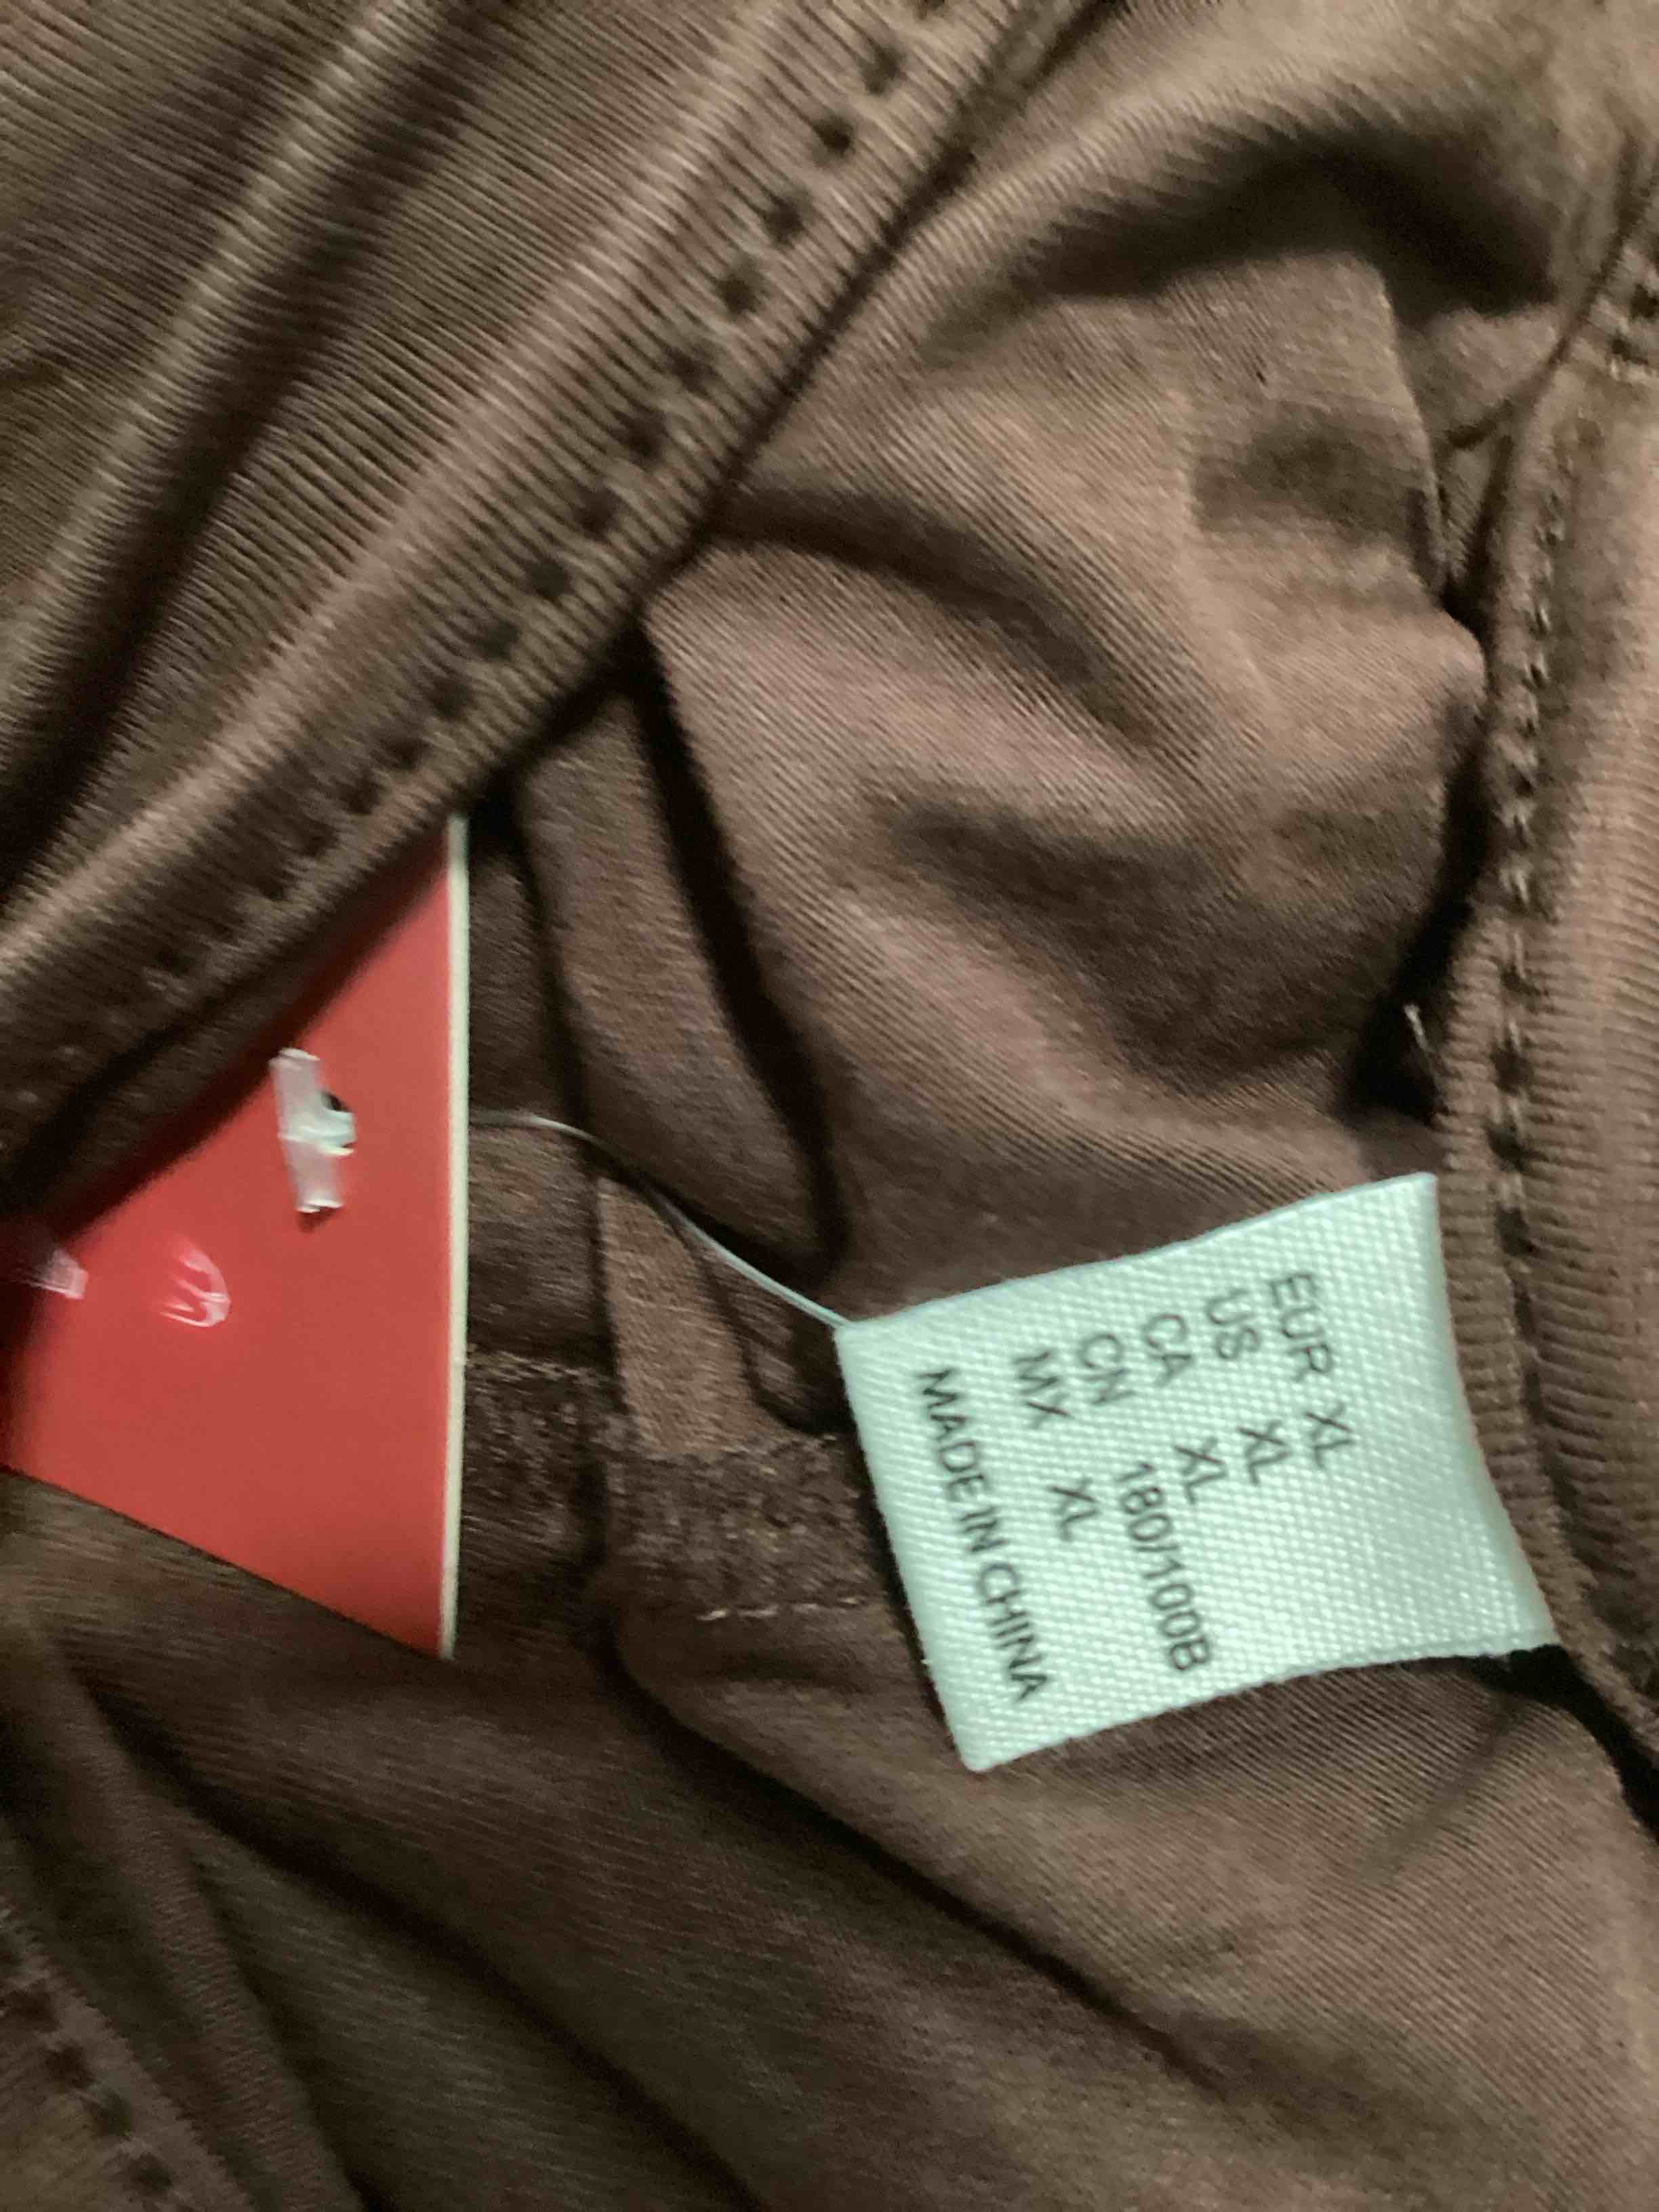 EUR XL
US XL
CA XL
CN 180/100B
MX XL
MADE IN CHINA